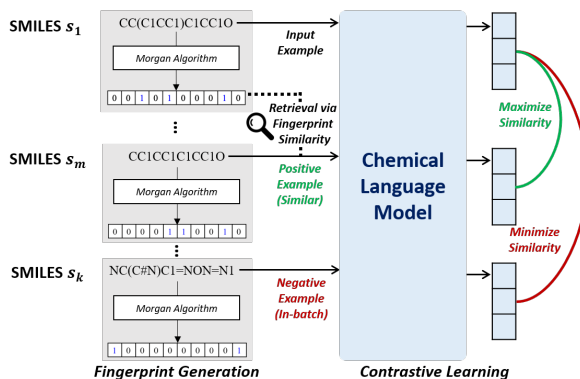 SMILES s1
CC(C1CC1)C1CC1O
Morgan Algorithm
0 0 1 0 1 0 0 0 1 0
Input
Example
Retrieval via
Fingerprint
Similarity
SMILES sm
CC1CC1C1CC1O
Morgan Algorithm
0 0 0 0 1 1 0 0 1 0
Positive
Example
(Similar)
SMILES sk
NC(C#N)C1=NON=N1
Morgan Algorithm
1 0 0 0 0 0 0 0 0 1
Negative
Example
(In-batch)
Chemical
Language
Model
Maximize
Similarity
Minimize
Similarity
Fingerprint Generation
Contrastive Learning